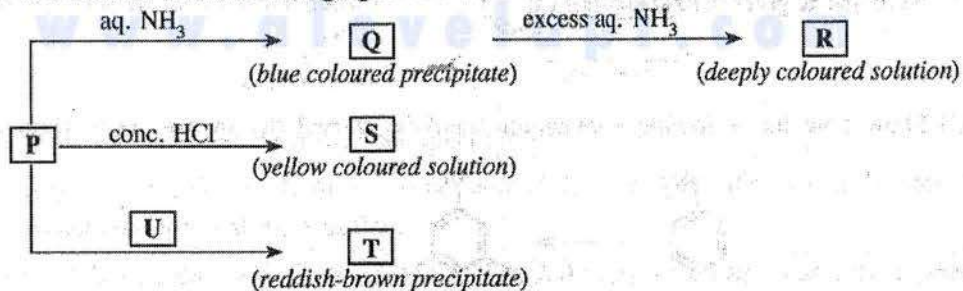 aq. NH₃
excess aq. NH₃
Q
R
(blue coloured precipitate)
(deeply coloured solution)
P
conc. HCl
S
(yellow coloured solution)
U
T
(reddish-brown precipitate)